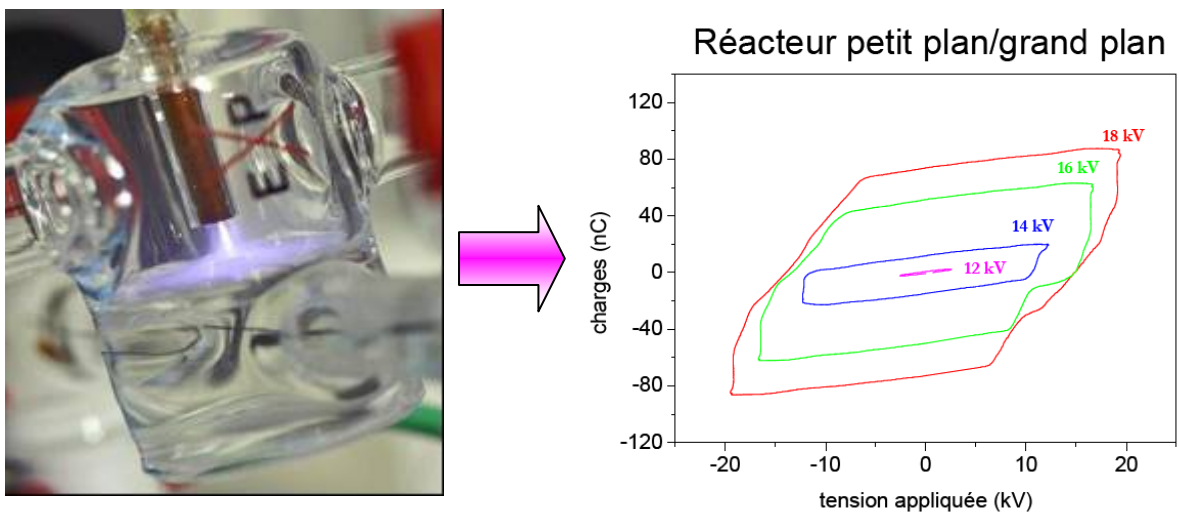 E P
Réacteur petit plan/grand plan
120
80
40
0
-40
-80
-120
18 kV
16 kV
14 kV
12 kV
charges (nC)
-20 -10 0 10 20
tension appliquée (kV)